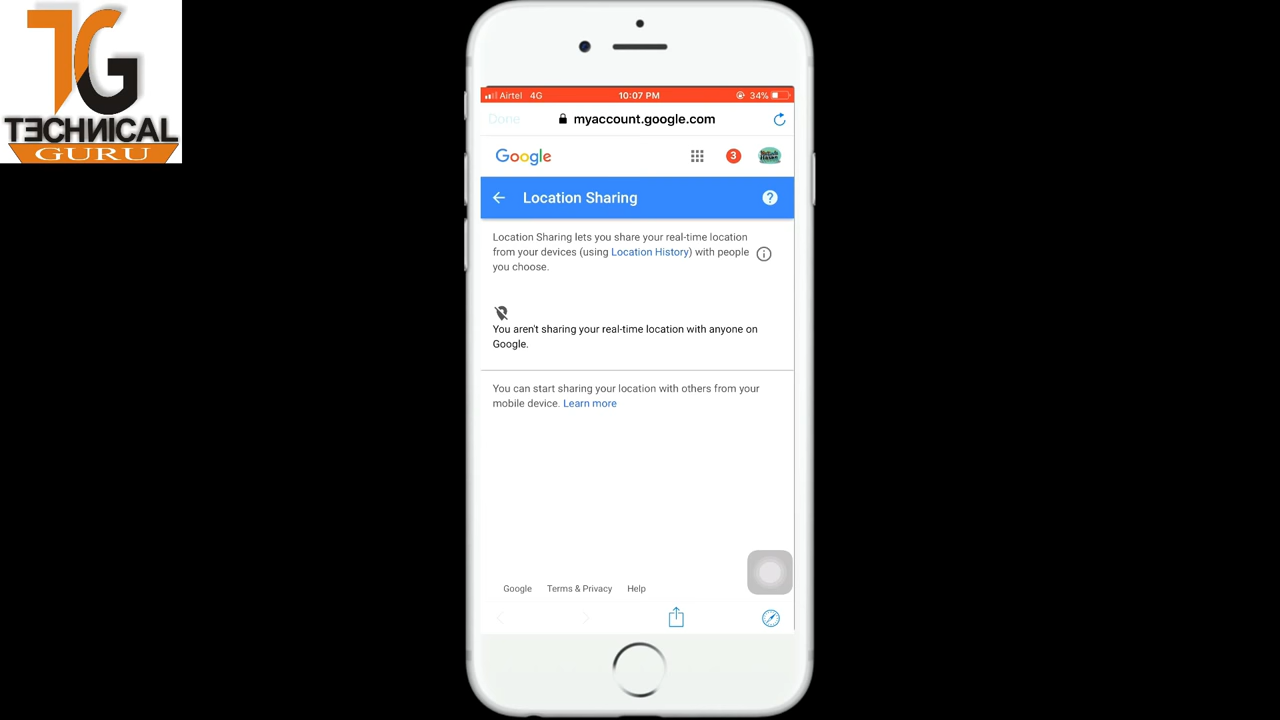 TG
TECHNICAL
GURU
Airtel 4G
10:07 PM
34%
Done
myaccount.google.com
Google
3
Location Sharing
?
Location Sharing lets you share your real-time location
from your devices (using Location History) with people
you choose.
You aren't sharing your real-time location with anyone on
Google.
You can start sharing your location with others from your
mobile device. Learn more
Google Terms & Privacy Help